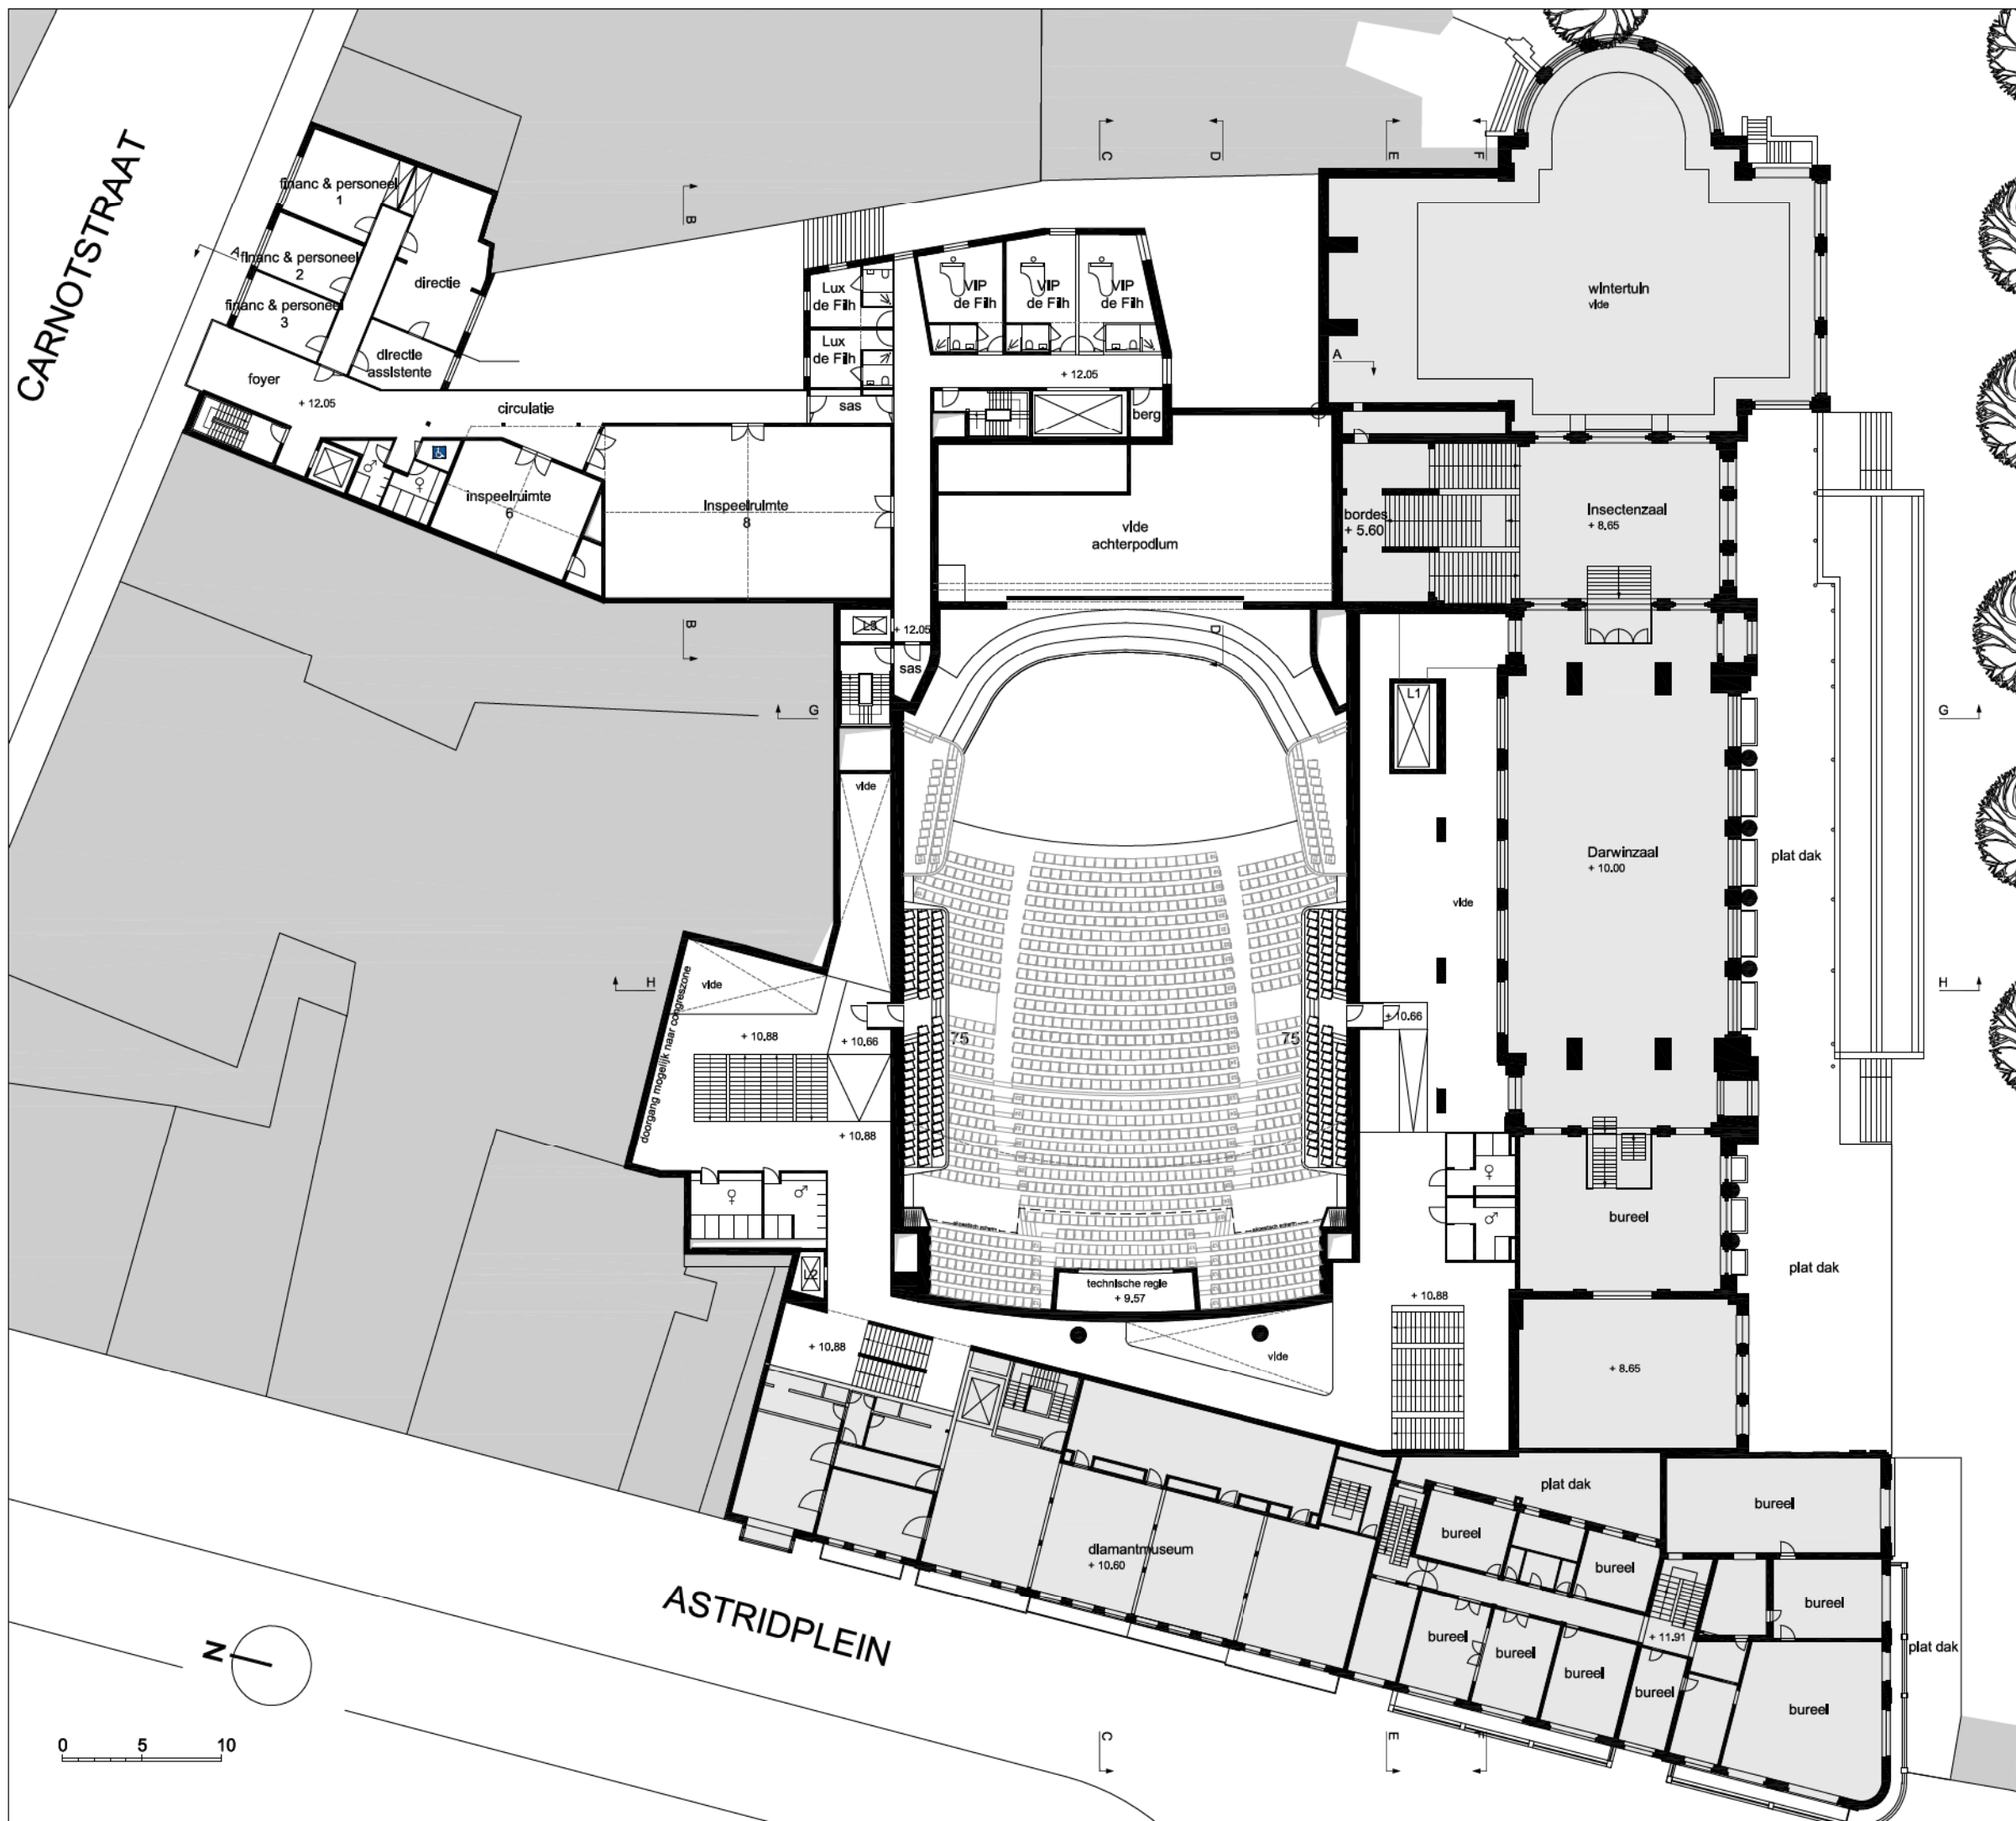 CARNOTSTRAAT
C
D
E
F
B
financ & personeel
1
A
financ & personeel
2
financ & personeel
3
directie
directie
assistente
foyer
+ 12.05
circulatie
Lux
de Filh
Lux
de Filh
sas
VIP
de Filh
VIP
de Filh
VIP
de Filh
+ 12.05
berg
wintertuin
vide
A
inspeelruimte
6
Inspeelruimte
8
vide
achterpodium
bordes
+ 5.60
Insectenzaal
+ 8.65
B
L3
+ 12.05
sas
D
L1
G
G
vide
Darwinzaal
+ 10.00
plat dak
vide
H
vide
H
doorgang mogelijk naar congreszone
+ 10.88
+ 10.66
75
75
+ 10.66
+ 10.88
♀
♂
♀
♂
bureel
plat dak
L2
technische regie
+ 9.57
+ 10.88
+ 10.88
vide
+ 8.65
plat dak
bureel
bureel
bureel
diamantmuseum
+ 10.60
bureel
ASTRIDPLEIN
bureel
bureel
bureel
bureel
+ 11.91
plat dak
bureel
N
C
E
F
0 5 10